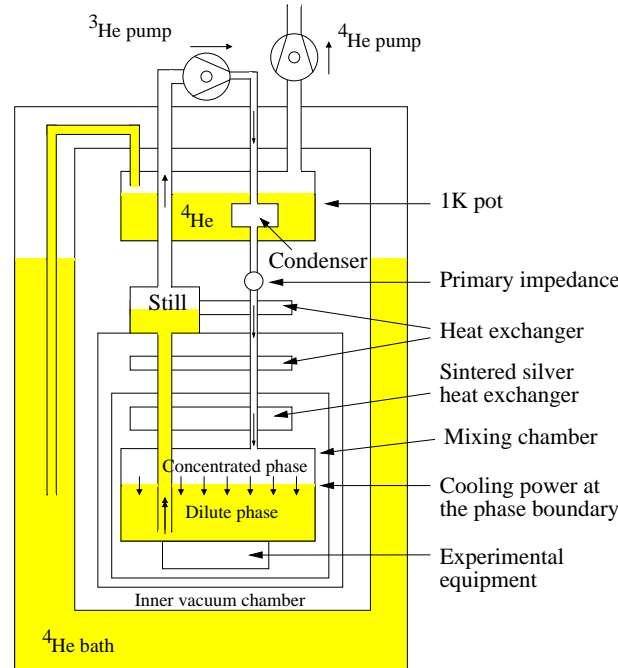 ³He pump
⁴He pump
1K pot
⁴He
Condenser
Primary impedance
Still
Heat exchanger
Sintered silver
heat exchanger
Mixing chamber
Concentrated phase
Cooling power at
the phase boundary
Dilute phase
Experimental
equipment
Inner vacuum chamber
⁴He bath